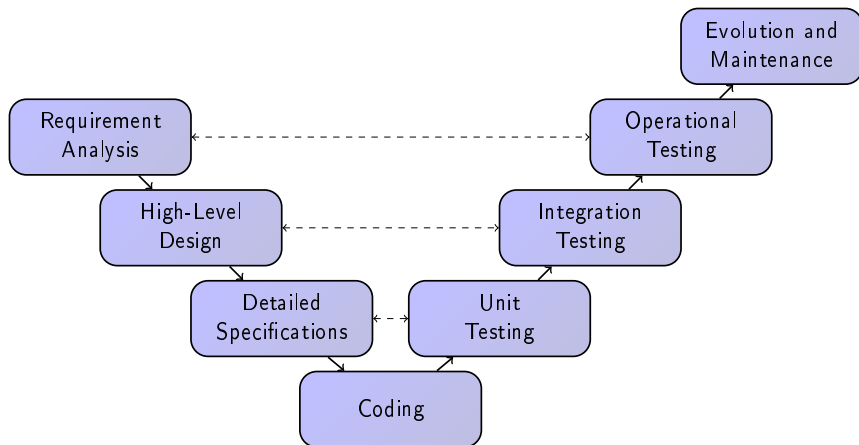 Evolution and
Maintenance
Requirement
Analysis
Operational
Testing
High-Level
Design
Integration
Testing
Detailed
Specifications
Unit
Testing
Coding